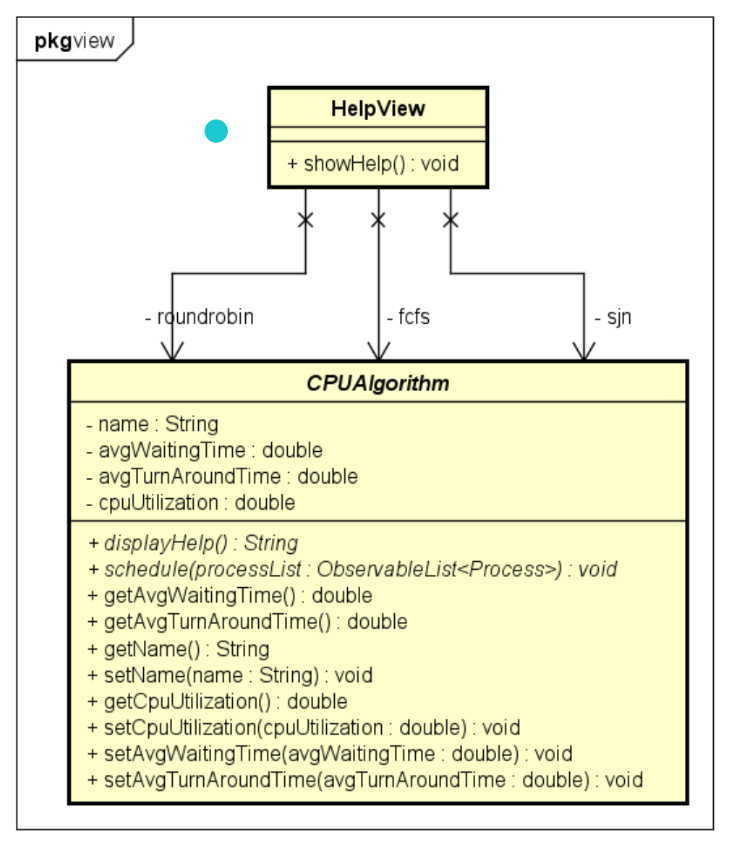 pkg view
HelpView
+ showHelp() : void
- roundrobin
- fcfs
- sjn
CPUAlgorithm
- name : String
- avgWaitingTime : double
- avgTurnAroundTime : double
- cpuUtilization : double
+ displayHelp() : String
+ schedule(processList : ObservableList<Process>) : void
+ getAvgWaitingTime() : double
+ getAvgTurnAroundTime() : double
+ getName() : String
+ setName(name : String) : void
+ getCpuUtilization() : double
+ setCpuUtilization(cpuUtilization : double) : void
+ setAvgWaitingTime(avgWaitingTime : double) : void
+ setAvgTurnAroundTime(avgTurnAroundTime : double) : void